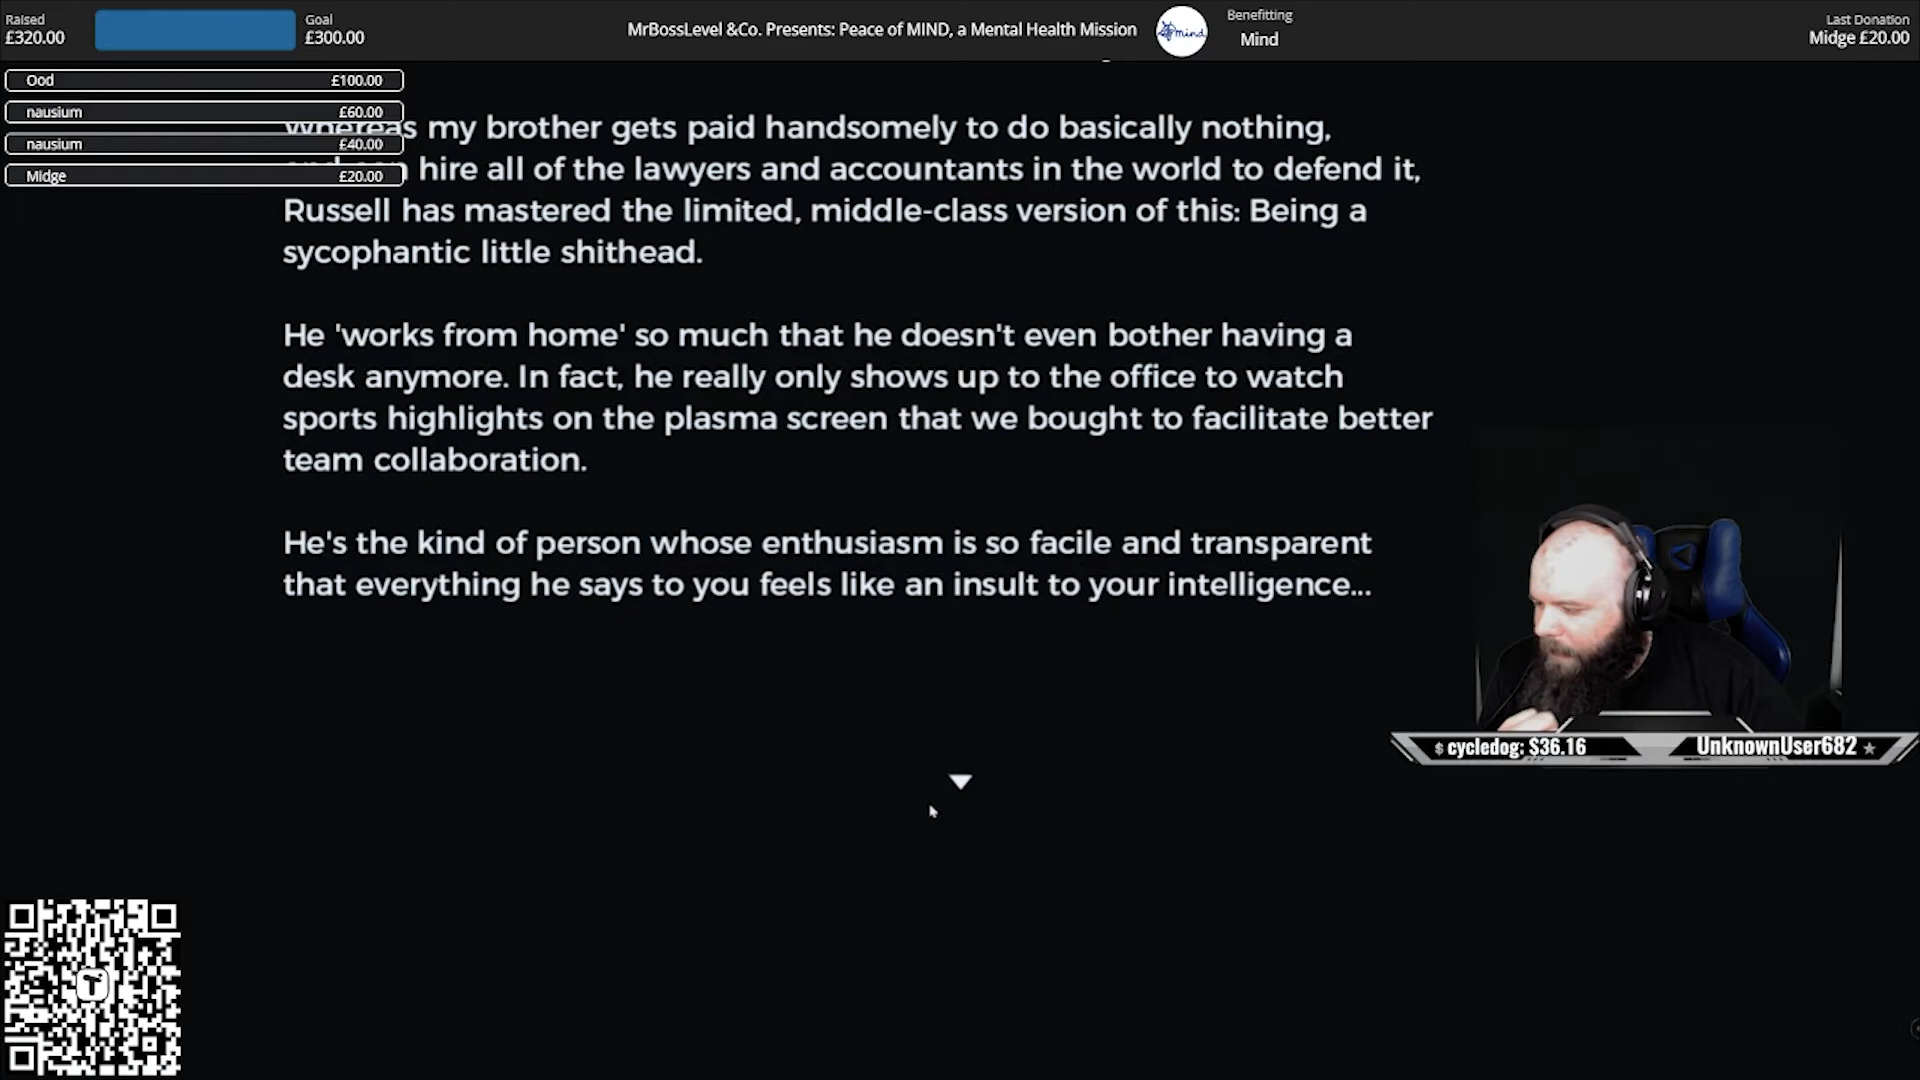 Raised
£320.00
Goal
£300.00
MrBossLevel &Co. Presents: Peace of MIND, a Mental Health Mission
mind
Benefitting
Mind
Last Donation
Midge £20.00
Ood £100.00
nausium £60.00
nausium £40.00
Midge £20.00
Whereas my brother gets paid handsomely to do basically nothing,
hire all of the lawyers and accountants in the world to defend it,
Russell has mastered the limited, middle-class version of this: Being a
sycophantic little shithead.
He 'works from home' so much that he doesn't even bother having a
desk anymore. In fact, he really only shows up to the office to watch
sports highlights on the plasma screen that we bought to facilitate better
team collaboration.
He's the kind of person whose enthusiasm is so facile and transparent
that everything he says to you feels like an insult to your intelligence...
$ cycledog: $36.16
UnknownUser682